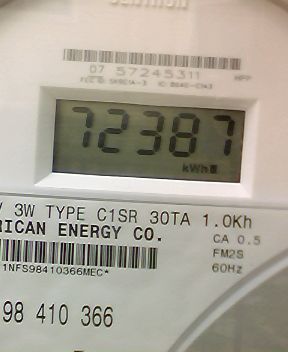 07 57245311
72387
kWh
V 3W TYPE C1SR 30TA 1.0Kh
RICAN ENERGY CO.
CA 0.5
FM2S
60Hz
1NFS98410366MEC*
98 410 366